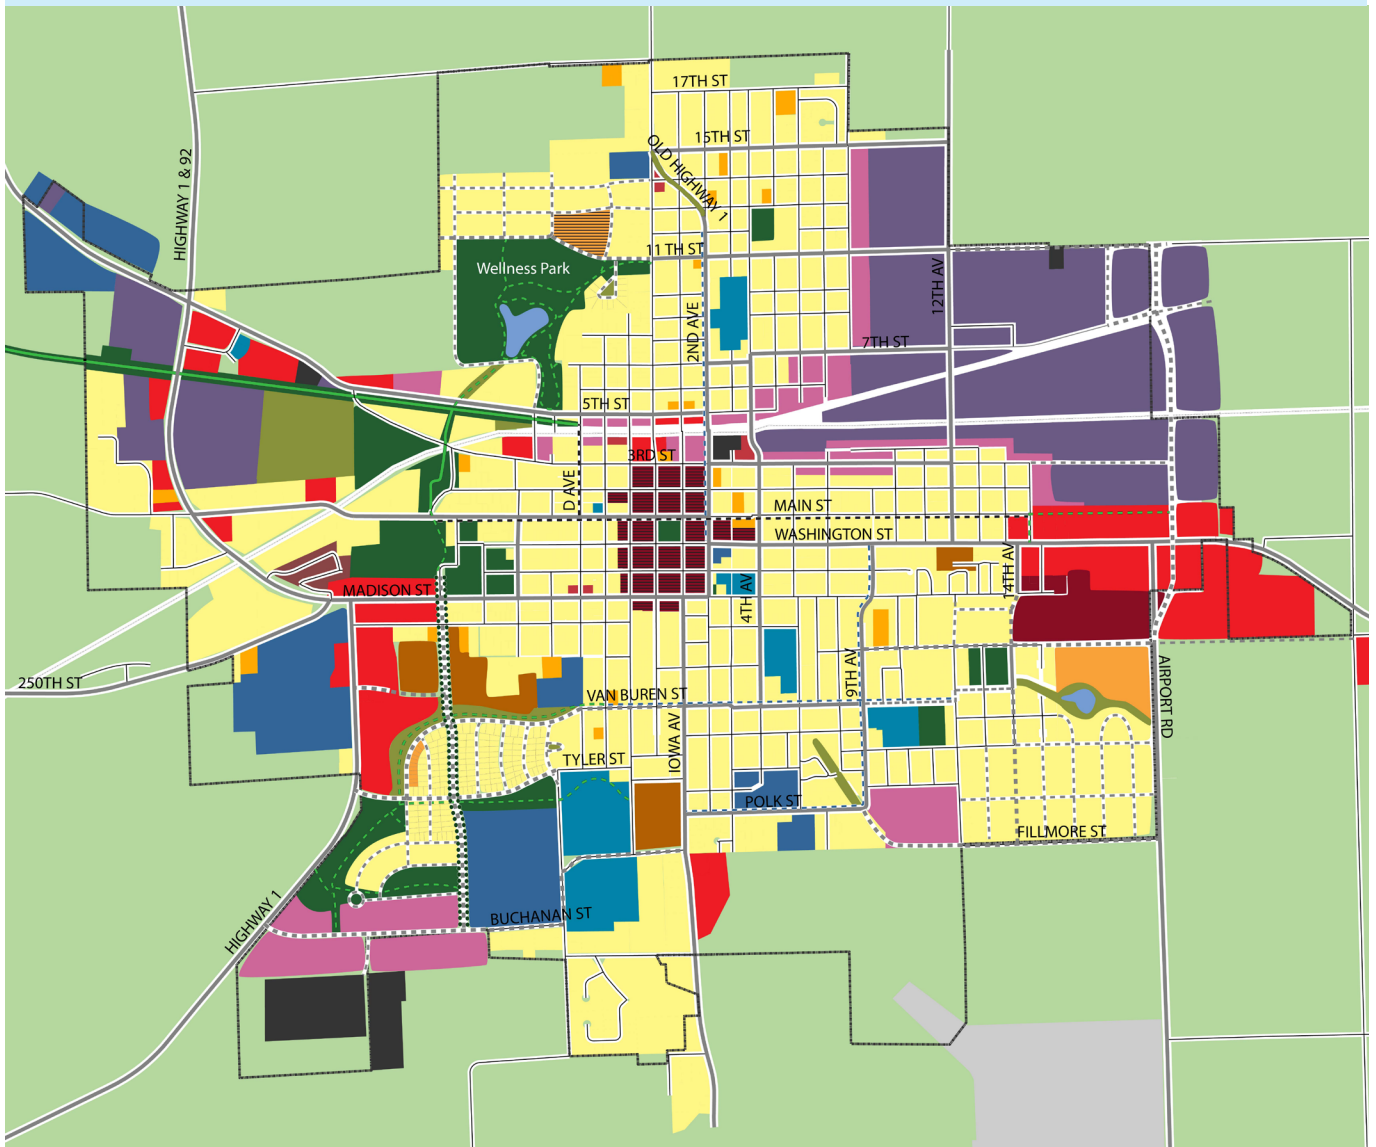 17TH ST
15TH ST
OLD HIGHWAY 1
HIGHWAY 1 & 92
11 TH ST
Wellness Park
12TH AV
2ND AVE
7TH ST
5TH ST
3RD ST
D AVE
MAIN ST
WASHINGTON ST
14TH AV
MADISON ST
4TH AV
9TH AV
250TH ST
VAN BUREN ST
AIRPORT RD
IOWA AV
TYLER ST
POLK ST
FILLMORE ST
HIGHWAY 1
BUCHANAN ST